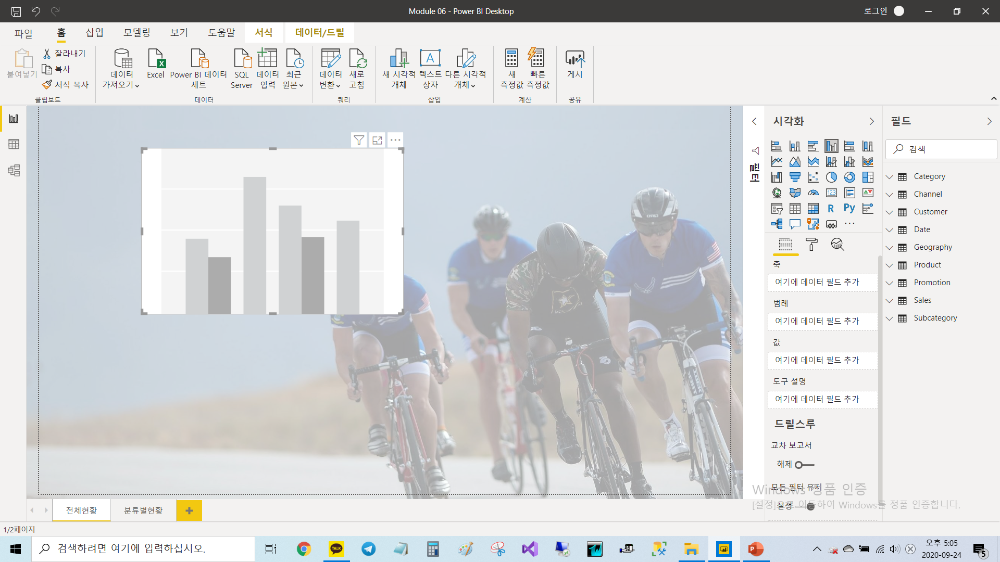 Module 06 - Power BI Desktop
로그인
파일
홈
삽입
모델링
보기
도움말
서식
데이터/드릴
붙여넣기
잘라내기
복사
서식 복사
클립보드
데이터
가져오기
Excel
Power BI 데이터
세트
SQL
Server
데이터
입력
최근
원본
데이터
데이터
변환
새로
고침
쿼리
새 시각적
개체
텍스트
상자
다른 시각적
개체
삽입
새
측정값
빠른
측정값
계산
게시
공유
필터
시각화
R
Py
123
축
여기에 데이터 필드 추가
범례
여기에 데이터 필드 추가
값
여기에 데이터 필드 추가
도구 설명
여기에 데이터 필드 추가
드릴스루
교차 보고서
해제
모든 필터 유지
설정
필드
검색
Category
Channel
Customer
Date
Geography
Product
Promotion
Sales
Subcategory
Windows 정품 인증
[설정]으로 이동하여 Windows를 정품 인증합니다.
전체현황
분류별현황
1/2페이지
검색하려면 여기에 입력하십시오.
TALK
오후 5:05
2020-09-24
5